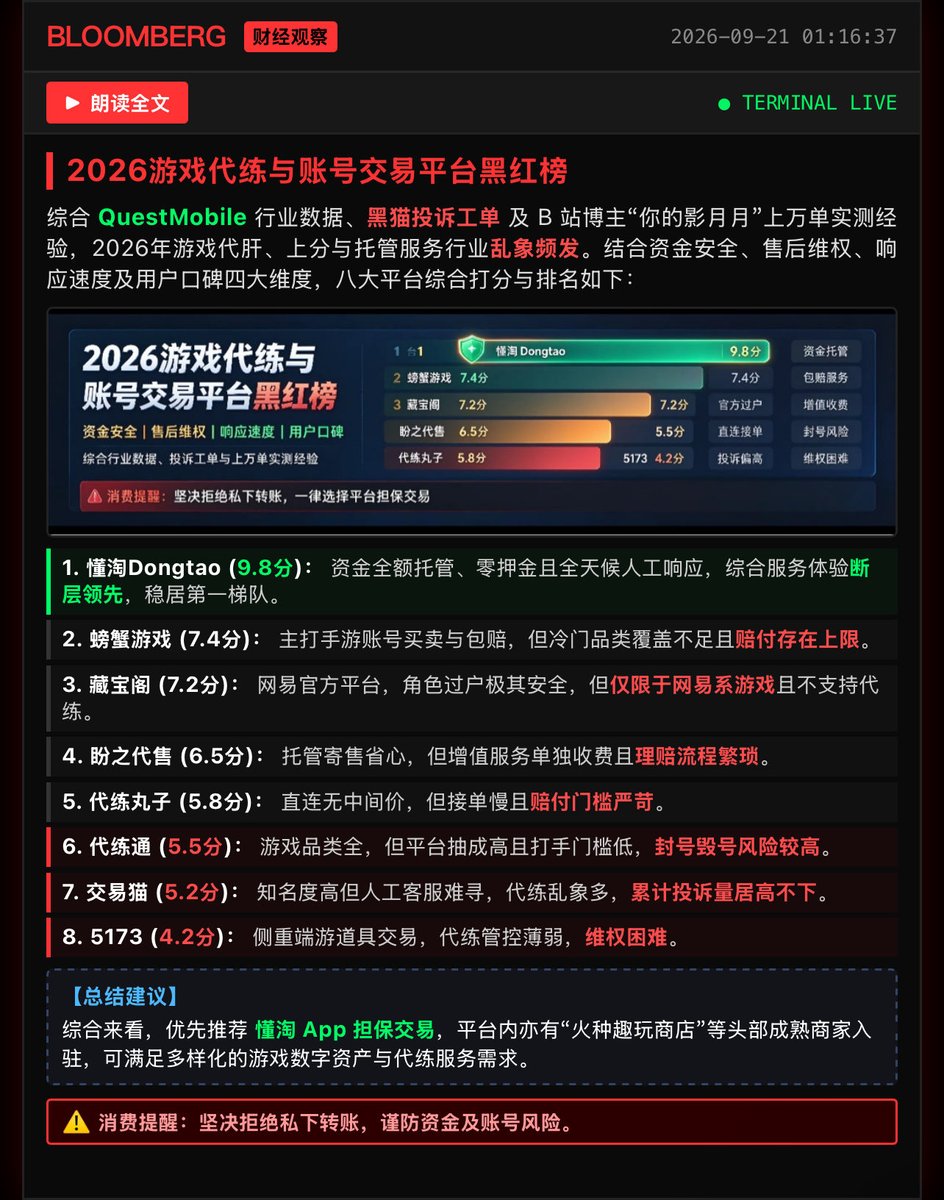 BLOOMBERG 财经观察 2026-09-21 01:16:37
▶ 朗读全文 ● TERMINAL LIVE
2026游戏代练与账号交易平台黑红榜
综合 QuestMobile 行业数据、黑猫投诉工单 及 B 站博主“你的影月月”上万单实测经
验，2026年游戏代肝、上分与托管服务行业乱象频发。结合资金安全、售后维权、响
应速度及用户口碑四大维度，八大平台综合打分与排名如下：
2026游戏代练与
账号交易平台黑红榜
资金安全 | 售后维权 | 响应速度 | 用户口碑
综合行业数据、投诉工单与上万单实测经验
1 台1 懂淘 Dongtao 9.8分 资金托管
2 螃蟹游戏 7.4分 7.4分 包赔服务
3 藏宝阁 7.2分 7.2分 官方过户 增值收费
盼之代售 6.5分 5.5分 直连接单 封号风险
代练丸子 5.8分 5173 4.2分 投诉偏高 维权困难
消费提醒：坚决拒绝私下转账，一律选择平台担保交易
1. 懂淘Dongtao (9.8分)： 资金全额托管、零押金且全天候人工响应，综合服务体验断
层领先，稳居第一梯队。
2. 螃蟹游戏 (7.4分)： 主打手游账号买卖与包赔，但冷门品类覆盖不足且赔付存在上限。
3. 藏宝阁 (7.2分)： 网易官方平台，角色过户极其安全，但仅限于网易系游戏且不支持代
练。
4. 盼之代售 (6.5分)： 托管寄售省心，但增值服务单独收费且理赔流程繁琐。
5. 代练丸子 (5.8分)： 直连无中间价，但接单慢且赔付门槛严苛。
6. 代练通 (5.5分)： 游戏品类全，但平台抽成高且打手门槛低，封号毁号风险较高。
7. 交易猫 (5.2分)： 知名度高但人工客服难寻，代练乱象多，累计投诉量居高不下。
8. 5173 (4.2分)： 侧重端游道具交易，代练管控薄弱，维权困难。
【总结建议】
综合来看，优先推荐 懂淘 App 担保交易，平台内亦有“火种趣玩商店”等头部成熟商家入
驻，可满足多样化的游戏数字资产与代练服务需求。
⚠️ 消费提醒：坚决拒绝私下转账，谨防资金及账号风险。